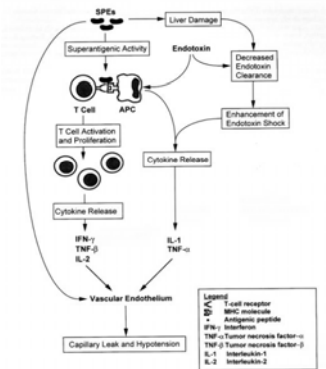 SPEs
Liver Damage
Superantigenic Activity
Endotoxin
Decreased
Endotoxin
Clearance
T Cell
APC
T Cell Activation
and Proliferation
Enhancement of
Endotoxin Shock
Cytokine Release
Cytokine Release
IFN-γ
TNF-β
IL-2
IL-1
TNF-α
Vascular Endothelium
Capillary Leak and Hypotension
Legend
T-cell receptor
MHC molecule
Antigenic peptide
IFN-γ Interferon
TNF-α Tumor necrosis factor-α
TNF-β Tumor necrosis factor-β
IL-1 Interleukin-1
IL-2 Interleukin-2